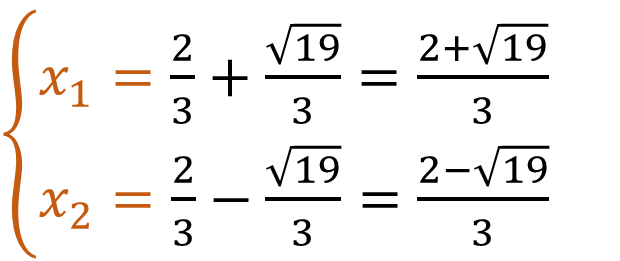 x₁ = 2/3 + √19/3 = (2+√19)/3
x₂ = 2/3 − √19/3 = (2−√19)/3